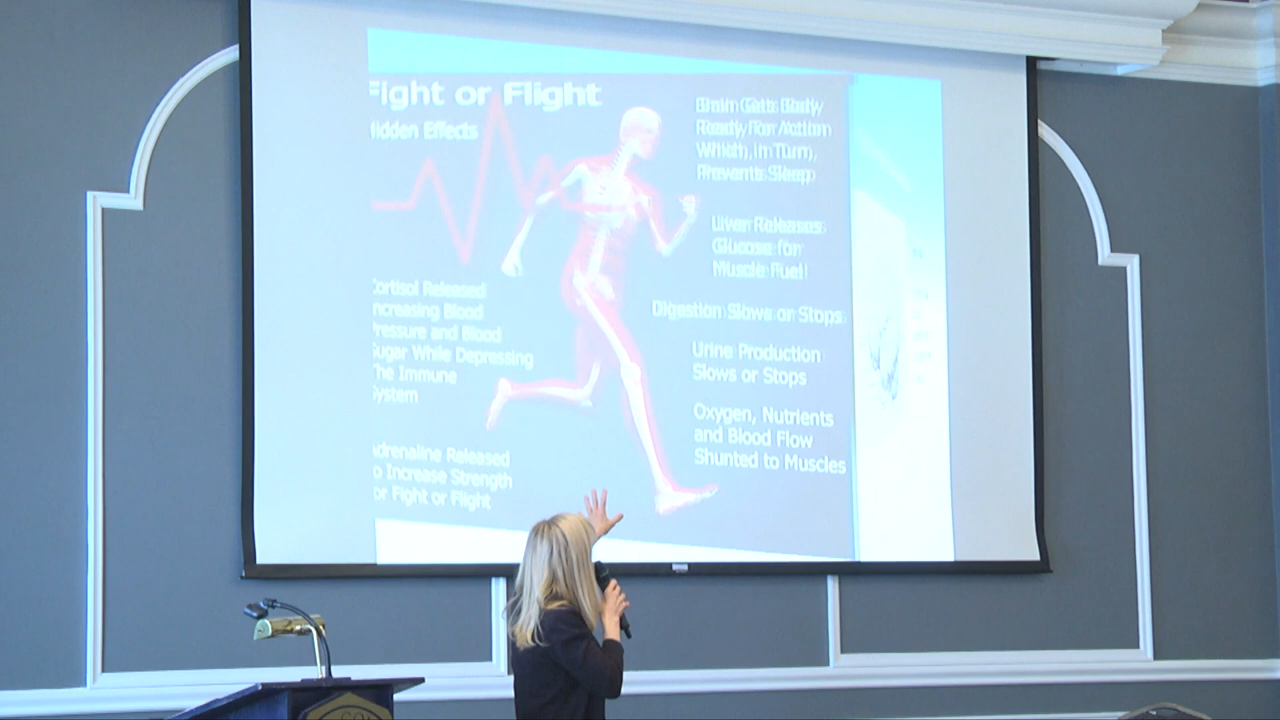 Fight or Flight
Hidden Effects
Cortisol Released
Increasing Blood
Pressure and Blood
Sugar While Depressing
The Immune
System
Adrenaline Released
to Increase Strength
for Fight or Flight
Brain Gets Body
Ready For Action
Which, in Turn,
Prevents Sleep
Liver Releases
Glucose for
Muscle Fuel!
Digestion Slows or Stops
Urine Production
Slows or Stops
Oxygen, Nutrients
and Blood Flow
Shunted to Muscles